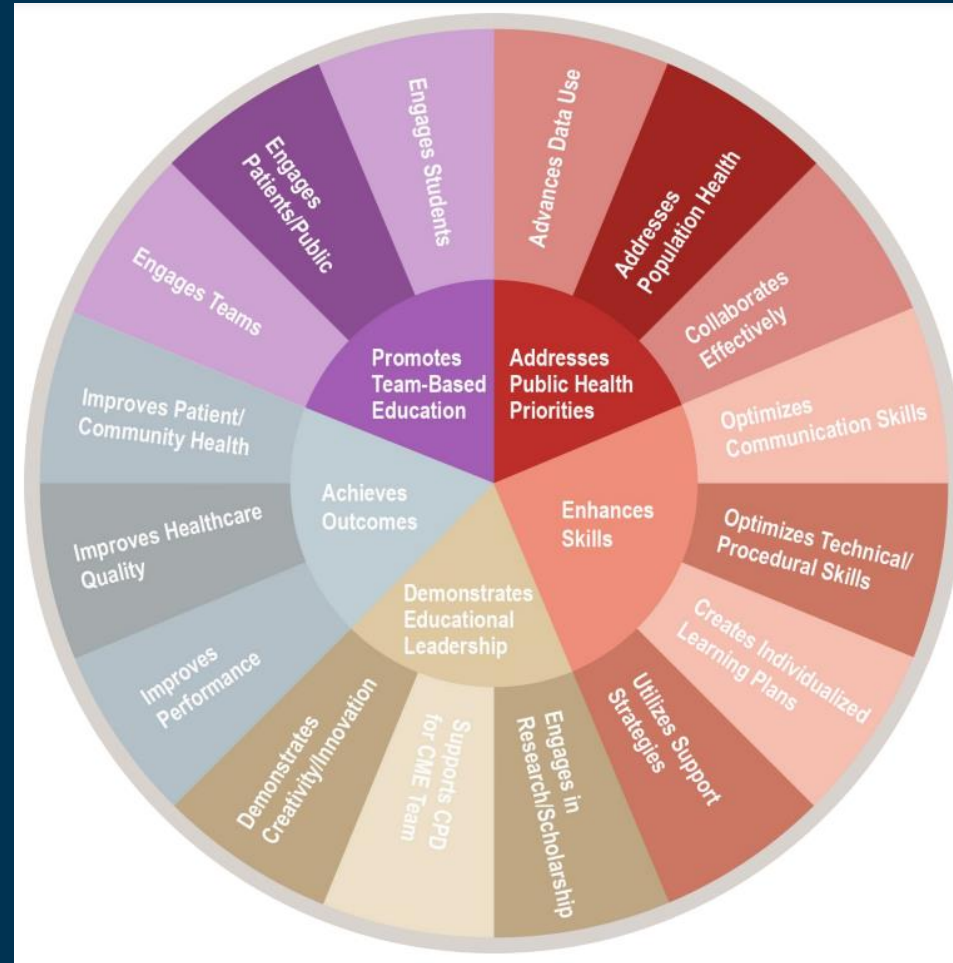 Engages Students
Advances Data Use
Addresses
Population Health
Collaborates
Effectively
Optimizes
Communication Skills
Optimizes Technical/
Procedural Skills
Creates Individualized
Learning Plans
Utilizes Support
Strategies
Engages in
Research/Scholarship
Supports CPD
for CME Team
Demonstrates
Creativity/Innovation
Improves
Performance
Improves Healthcare
Quality
Improves Patient/
Community Health
Engages Teams
Engages
Patients/Public
Promotes
Team-Based
Education
Addresses
Public Health
Priorities
Enhances
Skills
Demonstrates
Educational
Leadership
Achieves
Outcomes